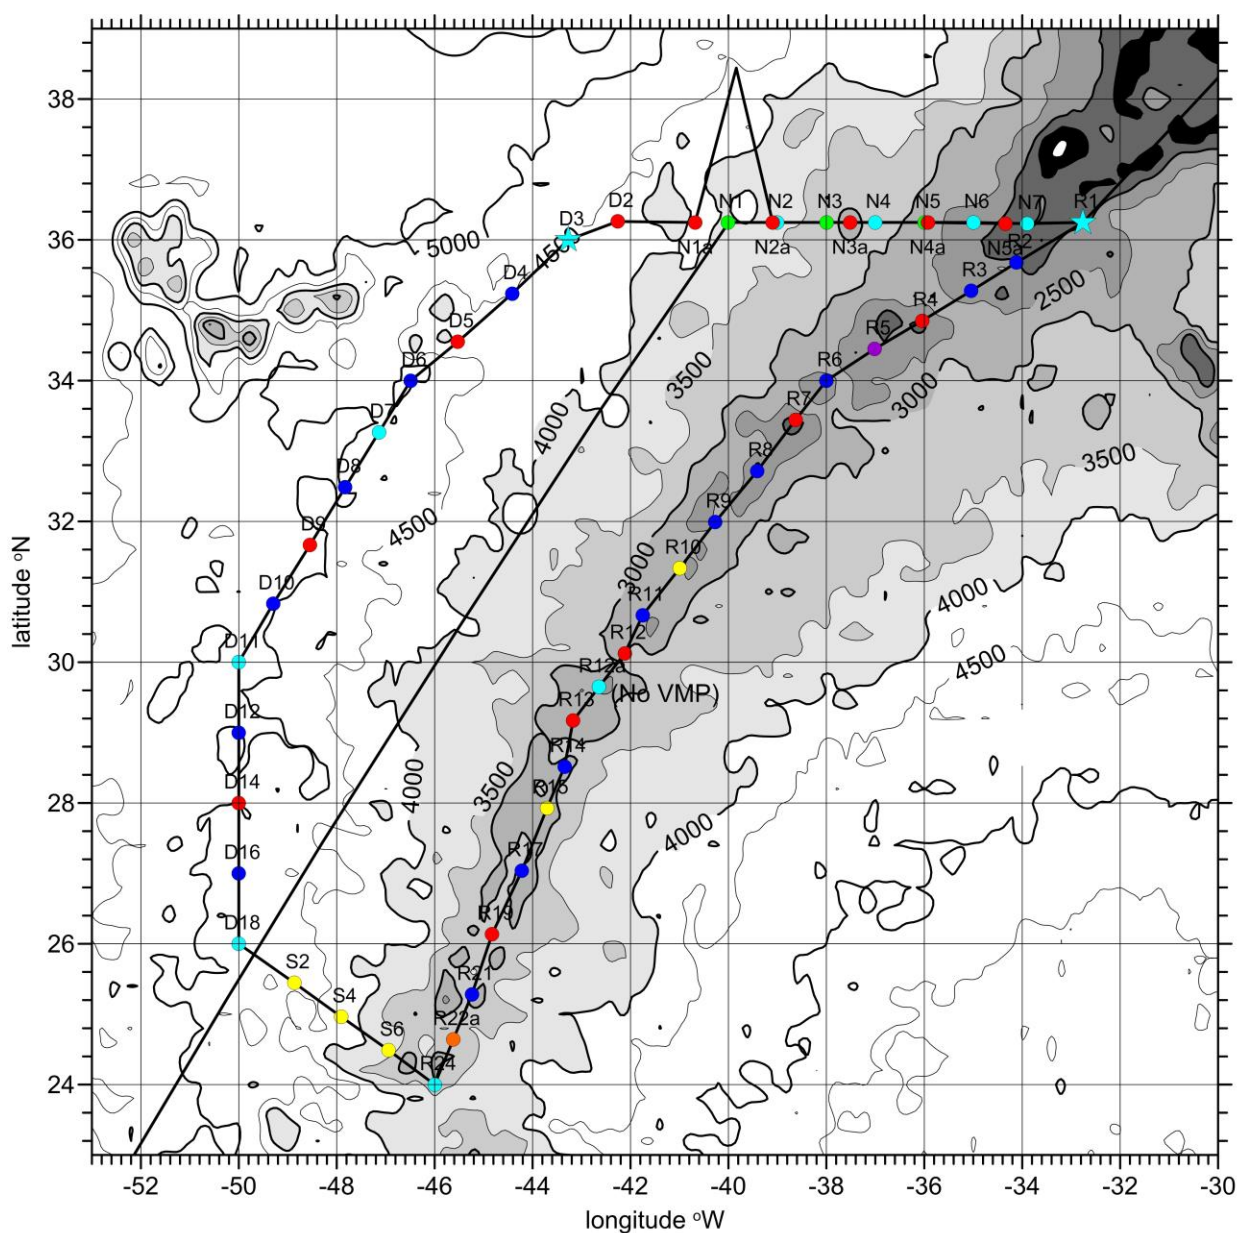 38
36
34
32
30
28
26
24
latitude °N
-52
-50
-48
-46
-44
-42
-40
-38
-36
-34
-32
-30
longitude °W
5000
4500
D3
D2
N1
N2
N3
N4
N5
N6
N7
R1
N1a
N2a
N3a
N4a
N5a
R2
D4
R3
2500
D5
R4
R5
D6
3500
R6
3000
D7
4000
R7
D8
R8
3500
4500
D9
R9
D10
R10
3000
4000
R11
D11
R12
4500
R12a
(No VMP)
R13
D12
R14
D14
4000
3500
R15
4000
D16
R17
D18
R19
S2
R21
S4
R22a
S6
R24